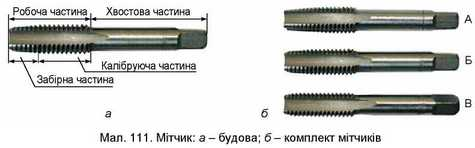 Робоча частина Хвостова частина
Калібруюча частина
Забірна частина
а
б
А
Б
В
Мал. 111. Мітчик: а – будова; б – комплект мітчиків